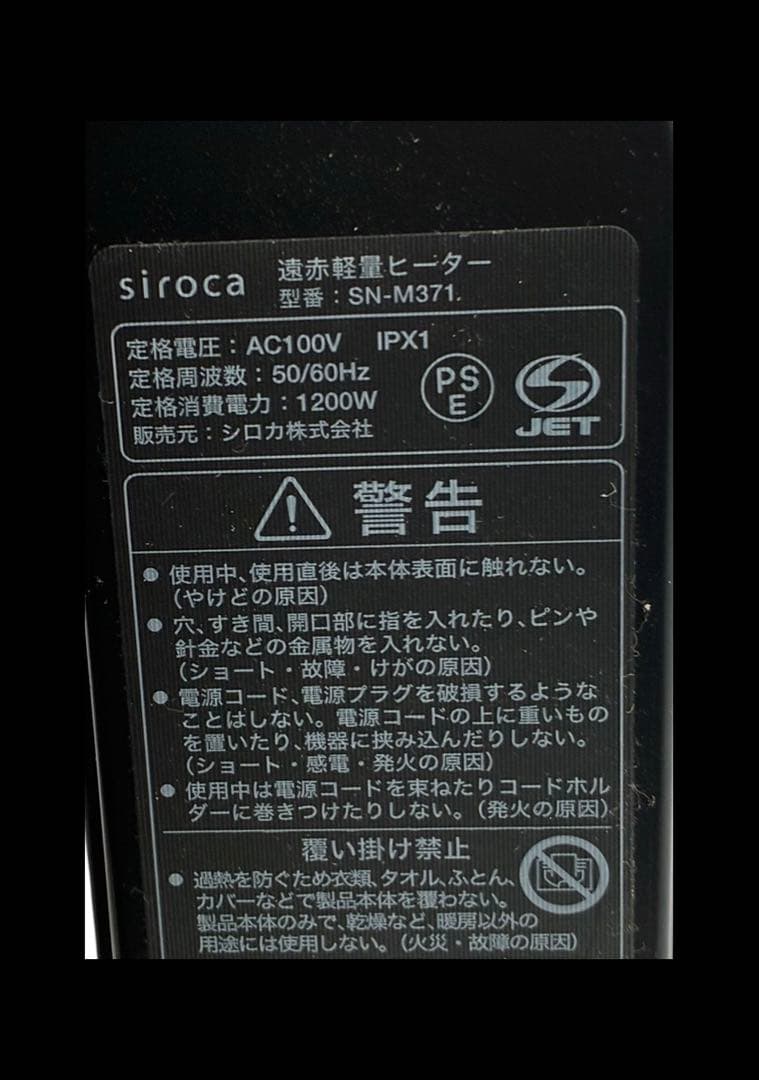 siroca 遠赤軽量ヒーター
型番：SN-M371
定格電圧：AC100V IPX1
定格周波数：50/60Hz
定格消費電力：1200W
販売元：シロカ株式会社
PS
E
JET
警告
● 使用中、使用直後は本体表面に触れない。
（やけどの原因）
● 穴、すき間、開口部に指を入れたり、ピンや
針金などの金属物を入れない。
（ショート・故障・けがの原因）
● 電源コード、電源プラグを破損するような
ことはしない。電源コードの上に重いもの
を置いたり、機器に挟み込んだりしない。
（ショート・感電・発火の原因）
● 使用中は電源コードを束ねたりコードホル
ダーに巻きつけたりしない。（発火の原因）
覆い掛け禁止
● 過熱を防ぐため衣類、タオル、ふとん、
カバーなどで製品本体を覆わない。
製品本体のみで、乾燥など、暖房以外の
用途には使用しない。（火災・故障の原因）